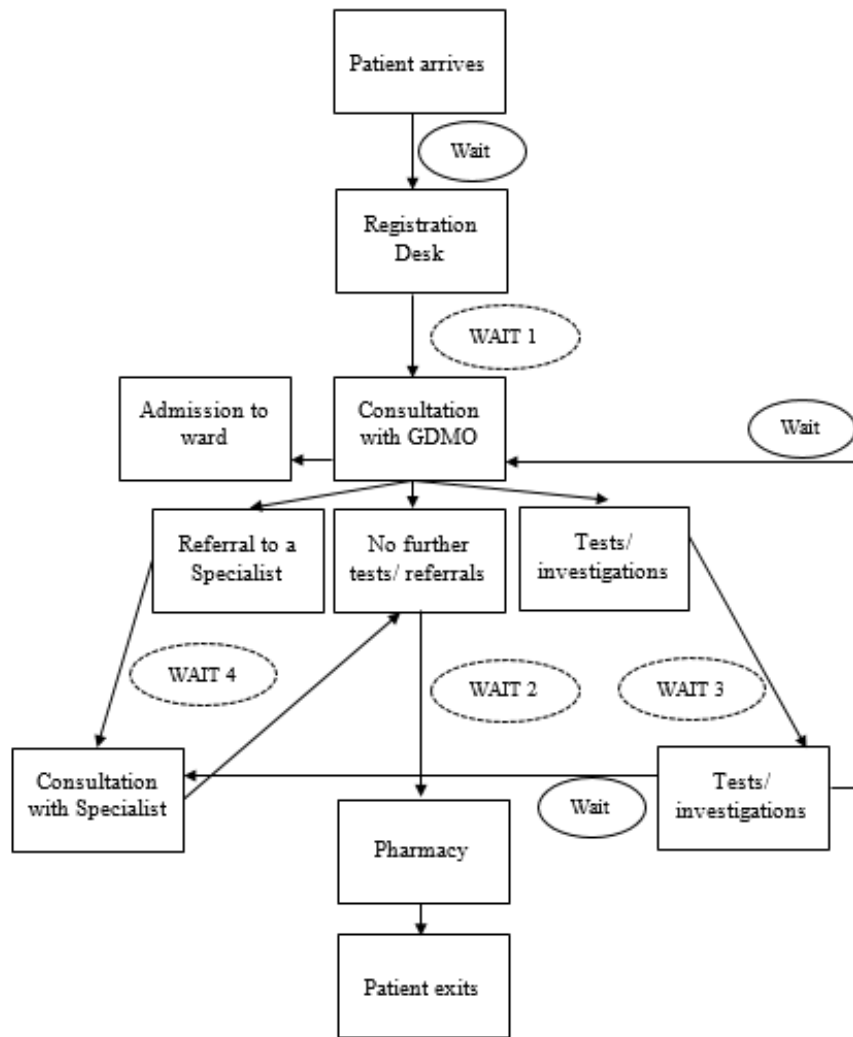 Patient arrives
Wait
Registration
Desk
WAIT 1
Admission to
ward
Consultation
with GDMO
Wait
Referral to a
Specialist
No further
tests/ referrals
Tests/
investigations
WAIT 4
WAIT 2
WAIT 3
Consultation
with Specialist
Wait
Tests/
investigations
Pharmacy
Patient exits